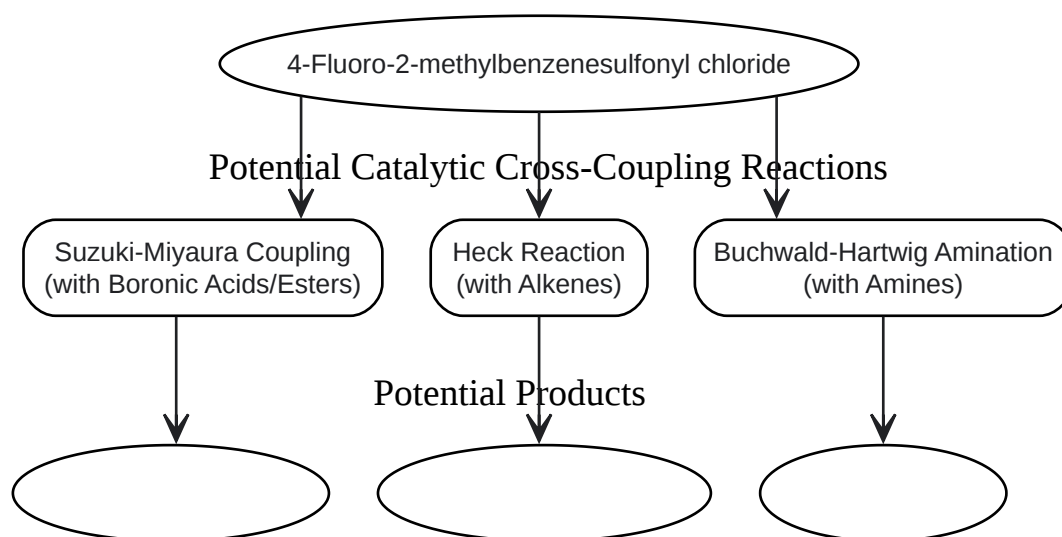 4-Fluoro-2-methylbenzenesulfonyl chloride
Potential Catalytic Cross-Coupling Reactions
Suzuki-Miyaura Coupling
(with Boronic Acids/Esters)
Heck Reaction
(with Alkenes)
Buchwald-Hartwig Amination
(with Amines)
Potential Products